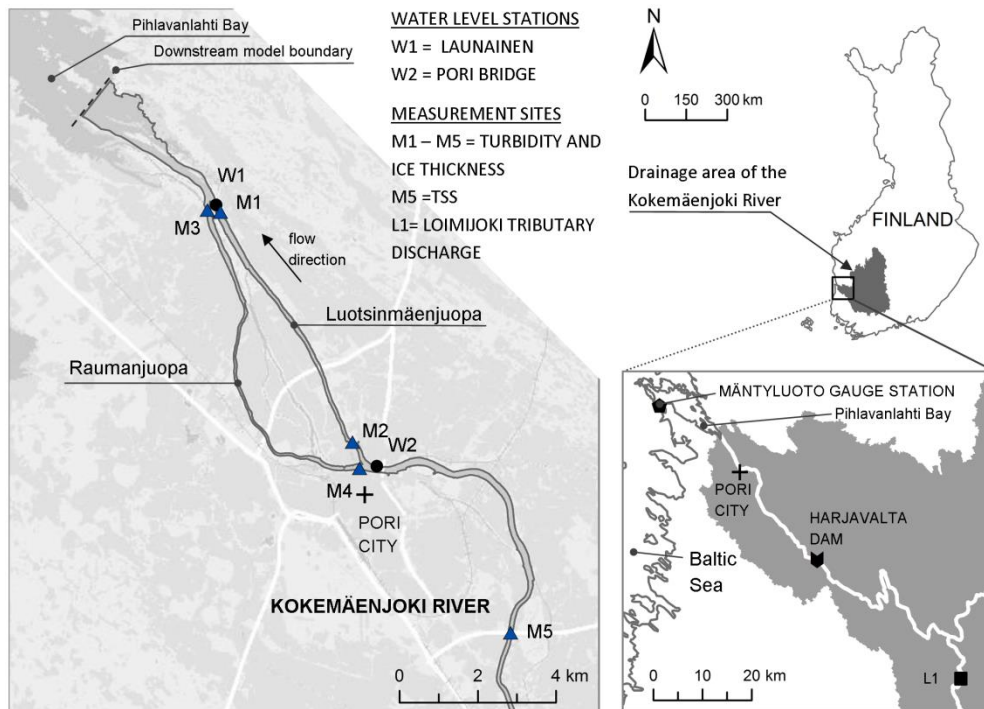 Pihlavanlahti Bay
Downstream model boundary
W1
M1
M3
flow
direction
Luotsinmäenjuopa
Raumanjuopa
M2
W2
M4
PORI
CITY
KOKEMÄENJOKI RIVER
M5
0 2 4 km
WATER LEVEL STATIONS
W1 = LAUNAINEN
W2 = PORI BRIDGE
MEASUREMENT SITES
M1 – M5 = TURBIDITY AND
ICE THICKNESS
M5 =TSS
L1= LOIMIJOKI TRIBUTARY
DISCHARGE
N
0 150 300 km
Drainage area of the
Kokemäenjoki River
FINLAND
MÄNTYLUOTO GAUGE STATION
Pihlavanlahti Bay
PORI
CITY
HARJAVALTA
DAM
Baltic
Sea
L1
0 10 20 km